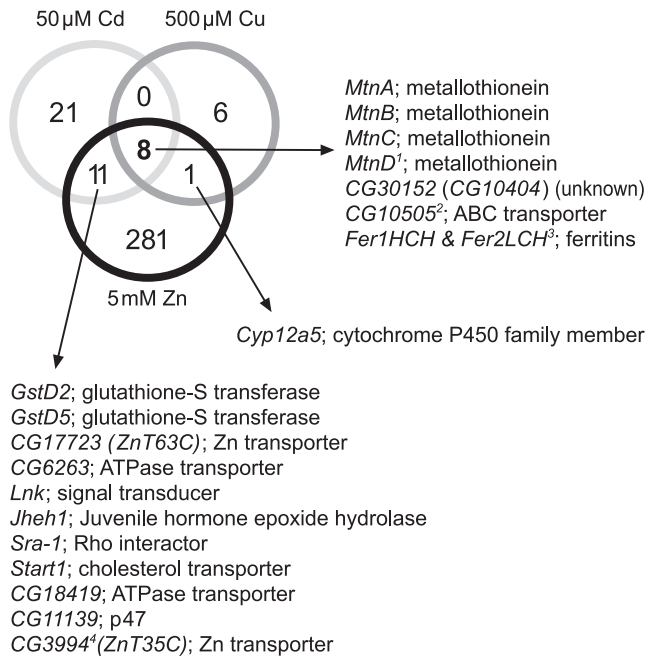 50 µM Cd 500 µM Cu
21
0
6
8
11
1
281
5 mM Zn
MtnA; metallothionein
MtnB; metallothionein
MtnC; metallothionein
MtnD¹; metallothionein
CG30152 (CG10404) (unknown)
CG10505²; ABC transporter
Fer1HCH & Fer2LCH³; ferritins
Cyp12a5; cytochrome P450 family member
GstD2; glutathione-S transferase
GstD5; glutathione-S transferase
CG17723 (ZnT63C); Zn transporter
CG6263; ATPase transporter
Lnk; signal transducer
Jheh1; Juvenile hormone epoxide hydrolase
Sra-1; Rho interactor
Start1; cholesterol transporter
CG18419; ATPase transporter
CG11139; p47
CG3994⁴(ZnT35C); Zn transporter